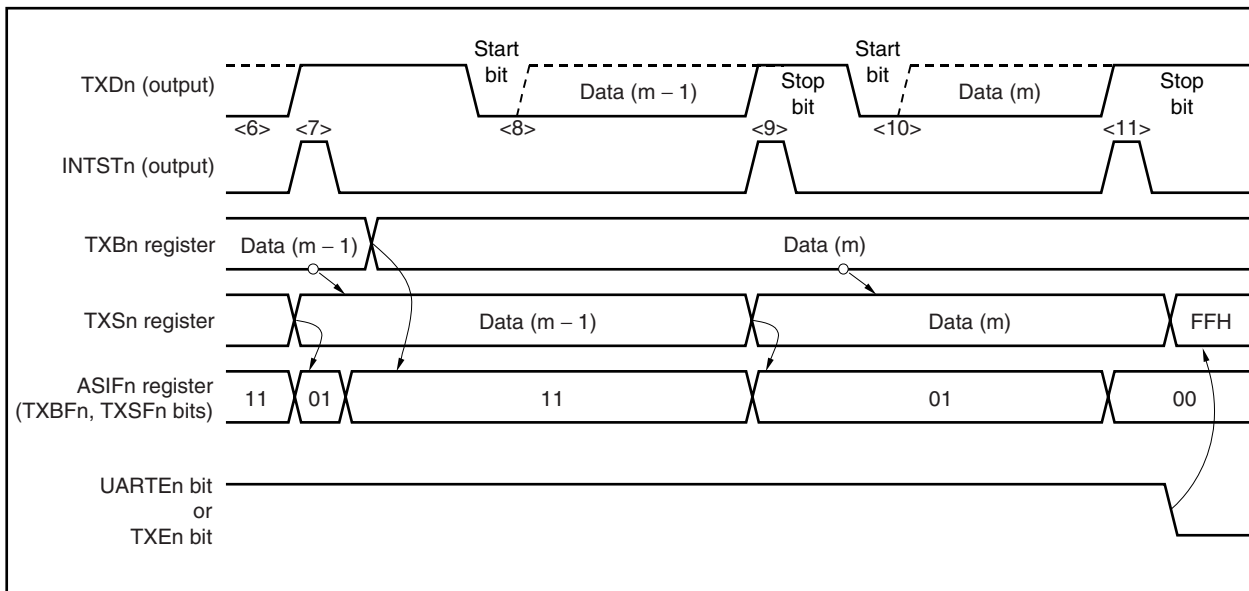 Start
bit
Start
bit
TXDn (output)
Data (m – 1)
Stop
bit
Data (m)
Stop
bit
<6> <7> <8> <9> <10> <11>
INTSTn (output)
TXBn register
Data (m – 1)
Data (m)
TXSn register
Data (m – 1)
Data (m)
FFH
ASIFn register
(TXBFn, TXSFn bits)
11
01
11
01
00
UARTEn bit
or
TXEn bit